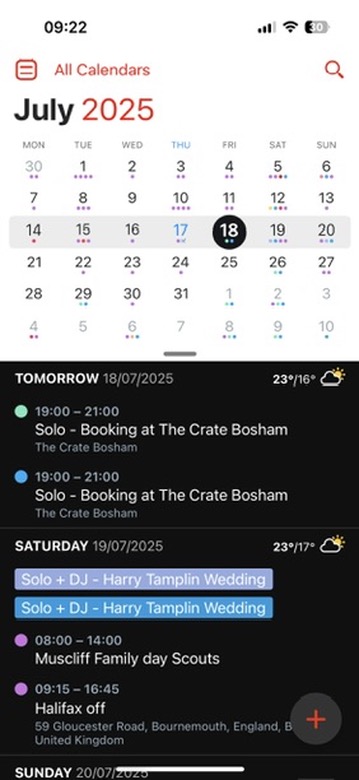 09:22
30
All Calendars
July 2025
MON TUE WED THU FRI SAT SUN
30 1 2 3 4 5 6
7 8 9 10 11 12 13
14 15 16 17 18 19 20
21 22 23 24 25 26 27
28 29 30 31 1 2 3
4 5 6 7 8 9 10
TOMORROW 18/07/2025 23°/16°
19:00 – 21:00
Solo - Booking at The Crate Bosham
The Crate Bosham
19:00 – 21:00
Solo - Booking at The Crate Bosham
The Crate Bosham
SATURDAY 19/07/2025 23°/17°
Solo + DJ - Harry Tamplin Wedding
Solo + DJ - Harry Tamplin Wedding
08:00 – 14:00
Muscliff Family day Scouts
09:15 – 16:45
Halifax off
59 Gloucester Road, Bournemouth, England, B
United Kingdom
+
SUNDAY 20/07/2025